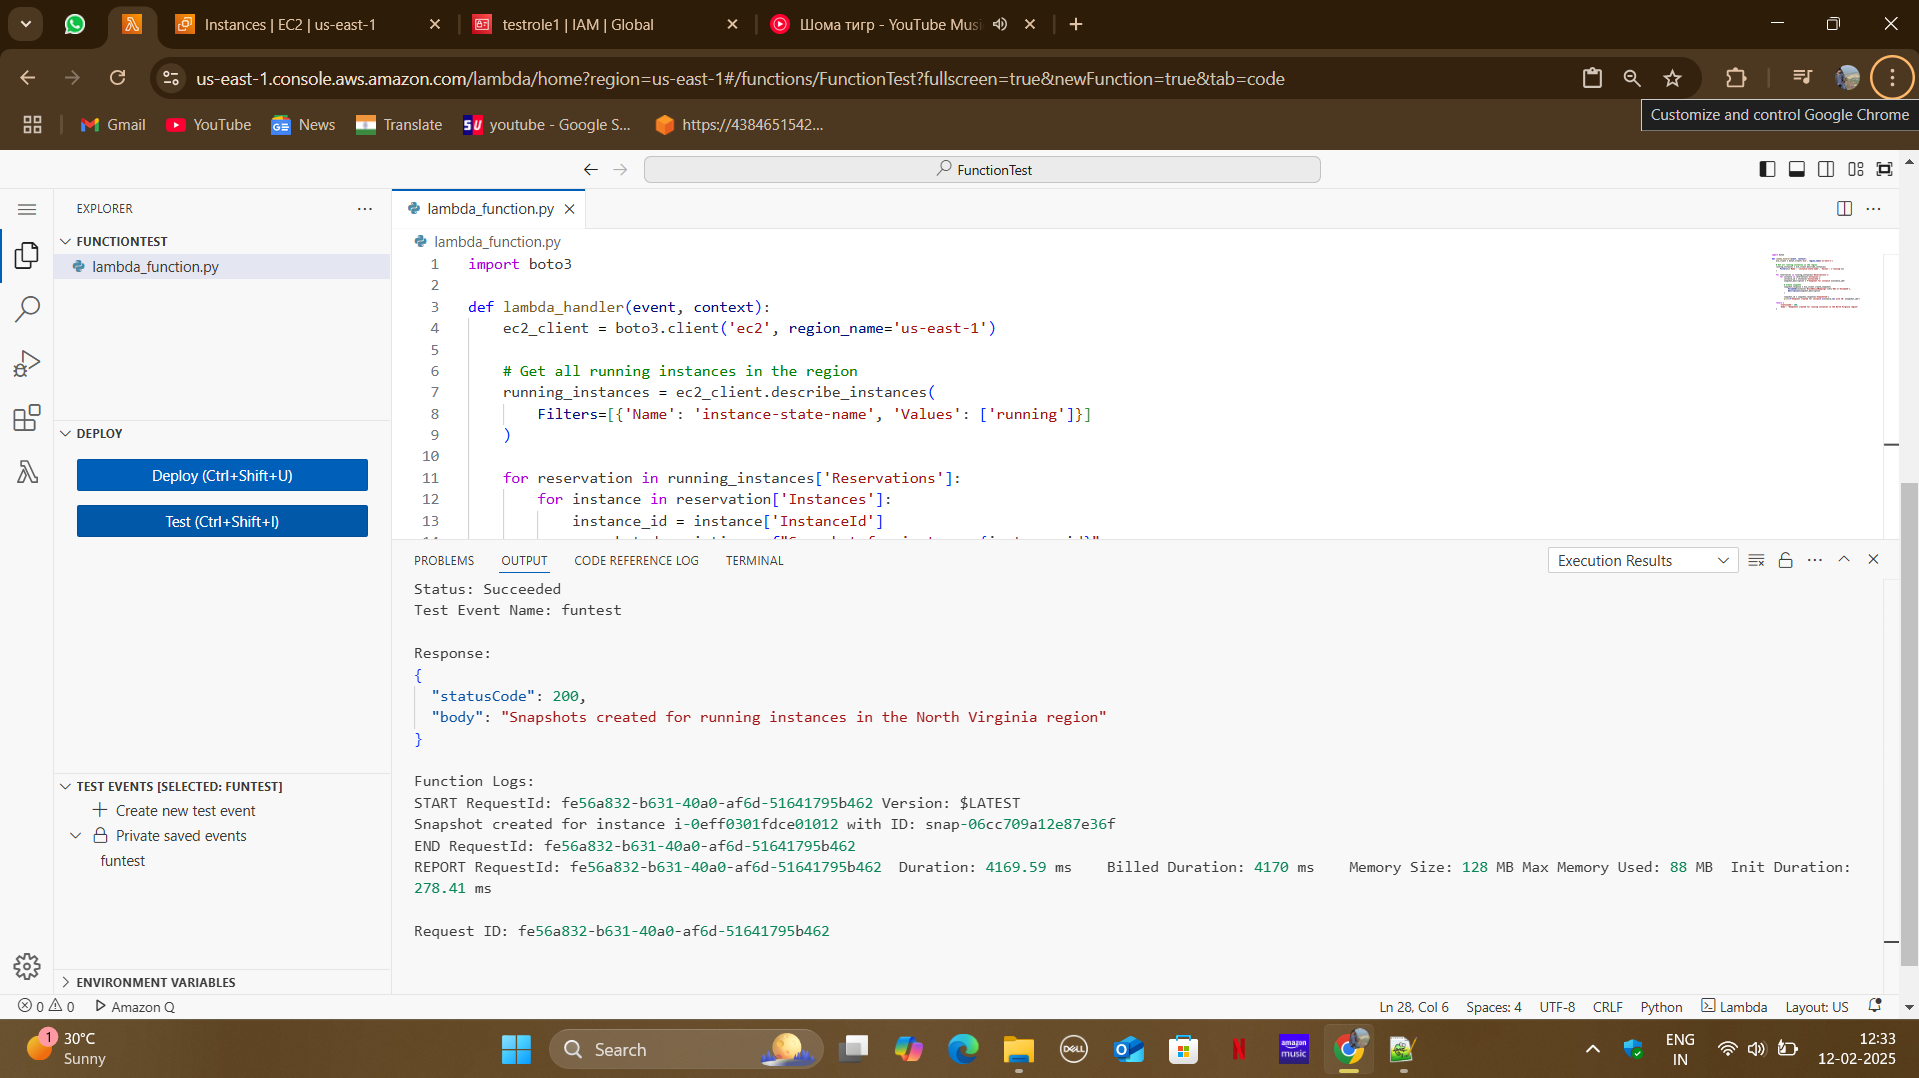 Instances | EC2 | us-east-1
testrole1 | IAM | Global
Шома тигр - YouTube Musi
us-east-1.console.aws.amazon.com/lambda/home?region=us-east-1#/functions/FunctionTest?fullscreen=true&newFunction=true&tab=code
Gmail
YouTube
News
Translate
youtube - Google S...
https://4384651542...
Customize and control Google Chrome
FunctionTest
EXPLORER
FUNCTIONTEST
lambda_function.py
DEPLOY
Deploy (Ctrl+Shift+U)
Test (Ctrl+Shift+I)
TEST EVENTS [SELECTED: FUNTEST]
Create new test event
Private saved events
funtest
ENVIRONMENT VARIABLES
lambda_function.py
lambda_function.py
1 import boto3
2
3 def lambda_handler(event, context):
4 ec2_client = boto3.client('ec2', region_name='us-east-1')
5
6 # Get all running instances in the region
7 running_instances = ec2_client.describe_instances(
8 Filters=[{'Name': 'instance-state-name', 'Values': ['running']}]
9 )
10
11 for reservation in running_instances['Reservations']:
12 for instance in reservation['Instances']:
13 instance_id = instance['InstanceId']
PROBLEMS
OUTPUT
CODE REFERENCE LOG
TERMINAL
Execution Results
Status: Succeeded
Test Event Name: funtest
Response:
{
"statusCode": 200,
"body": "Snapshots created for running instances in the North Virginia region"
}
Function Logs:
START RequestId: fe56a832-b631-40a0-af6d-51641795b462 Version: $LATEST
Snapshot created for instance i-0eff0301fdce01012 with ID: snap-06cc709a12e87e36f
END RequestId: fe56a832-b631-40a0-af6d-51641795b462
REPORT RequestId: fe56a832-b631-40a0-af6d-51641795b462 Duration: 4169.59 ms Billed Duration: 4170 ms Memory Size: 128 MB Max Memory Used: 88 MB Init Duration:
278.41 ms
Request ID: fe56a832-b631-40a0-af6d-51641795b462
0 0 Amazon Q
Ln 28, Col 6
Spaces: 4
UTF-8
CRLF
Python
Lambda
Layout: US
1
30°C
Sunny
Search
DELL
amazon music
ENG
IN
12:33
12-02-2025